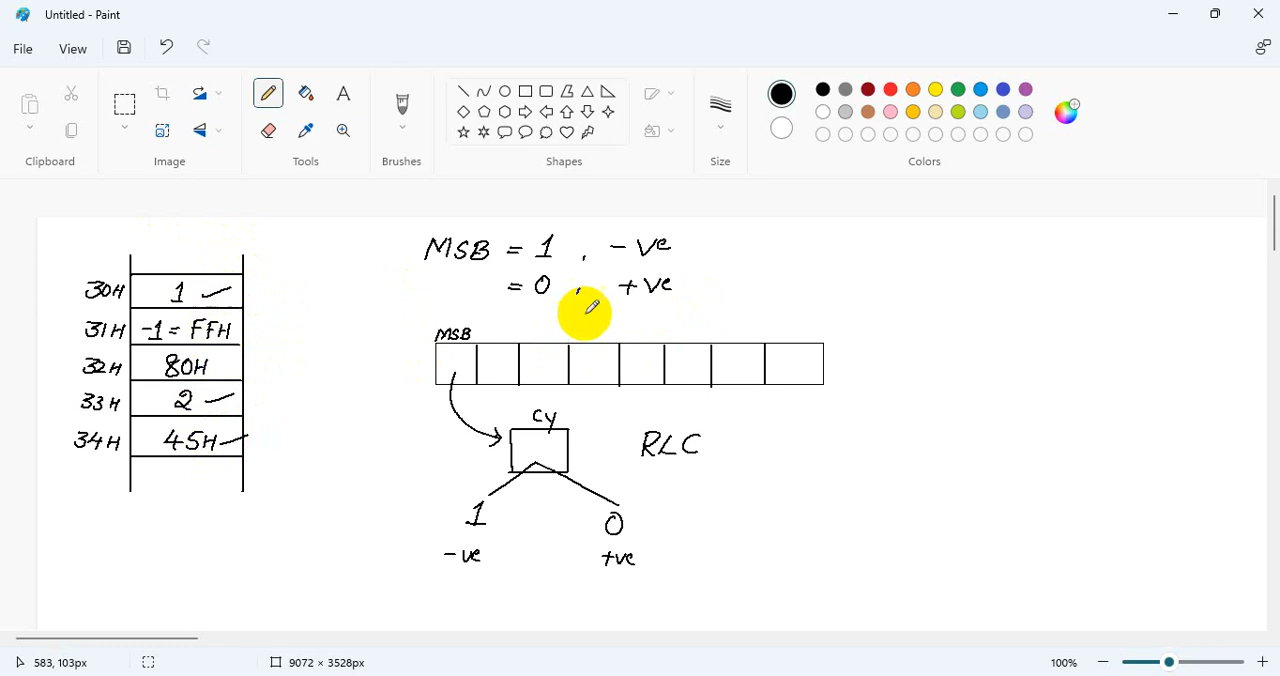 Untitled - Paint
File View
Clipboard Image Tools Brushes Shapes Size Colors
MSB = 1 , - ve
= 0 , + ve
30H 1
31H -1 = FFH
32H 80H
33H 2
34H 45H
MSB
Cy
RLC
1 0
-ve +ve
583, 103px 9072 × 3528px 100%